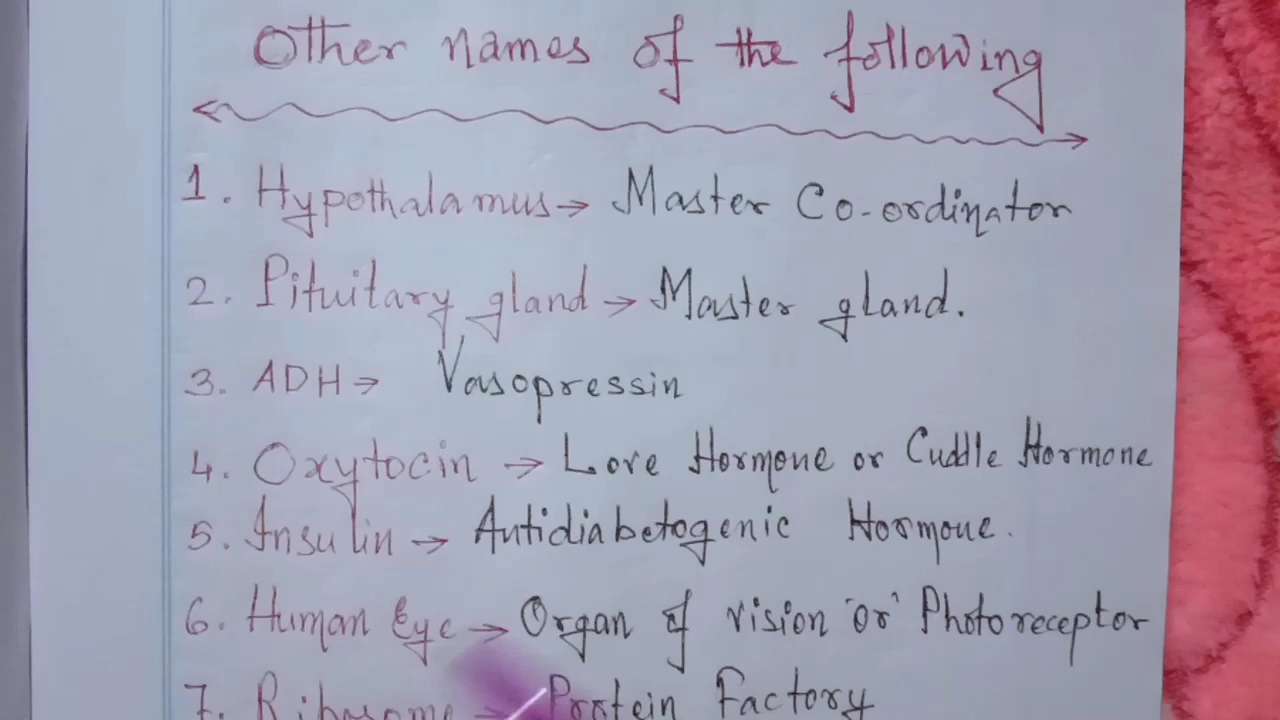 Other names of the following
1. Hypothalamus → Master Co-ordinator
2. Pituitary gland → Master gland.
3. ADH → Vasopressin
4. Oxytocin → Love Hormone or Cuddle Hormone
5. Insulin → Antidiabetogenic Hormone.
6. Human Eye → Organ of vision "or" Photoreceptor
7. Ribosome → Protein Factory